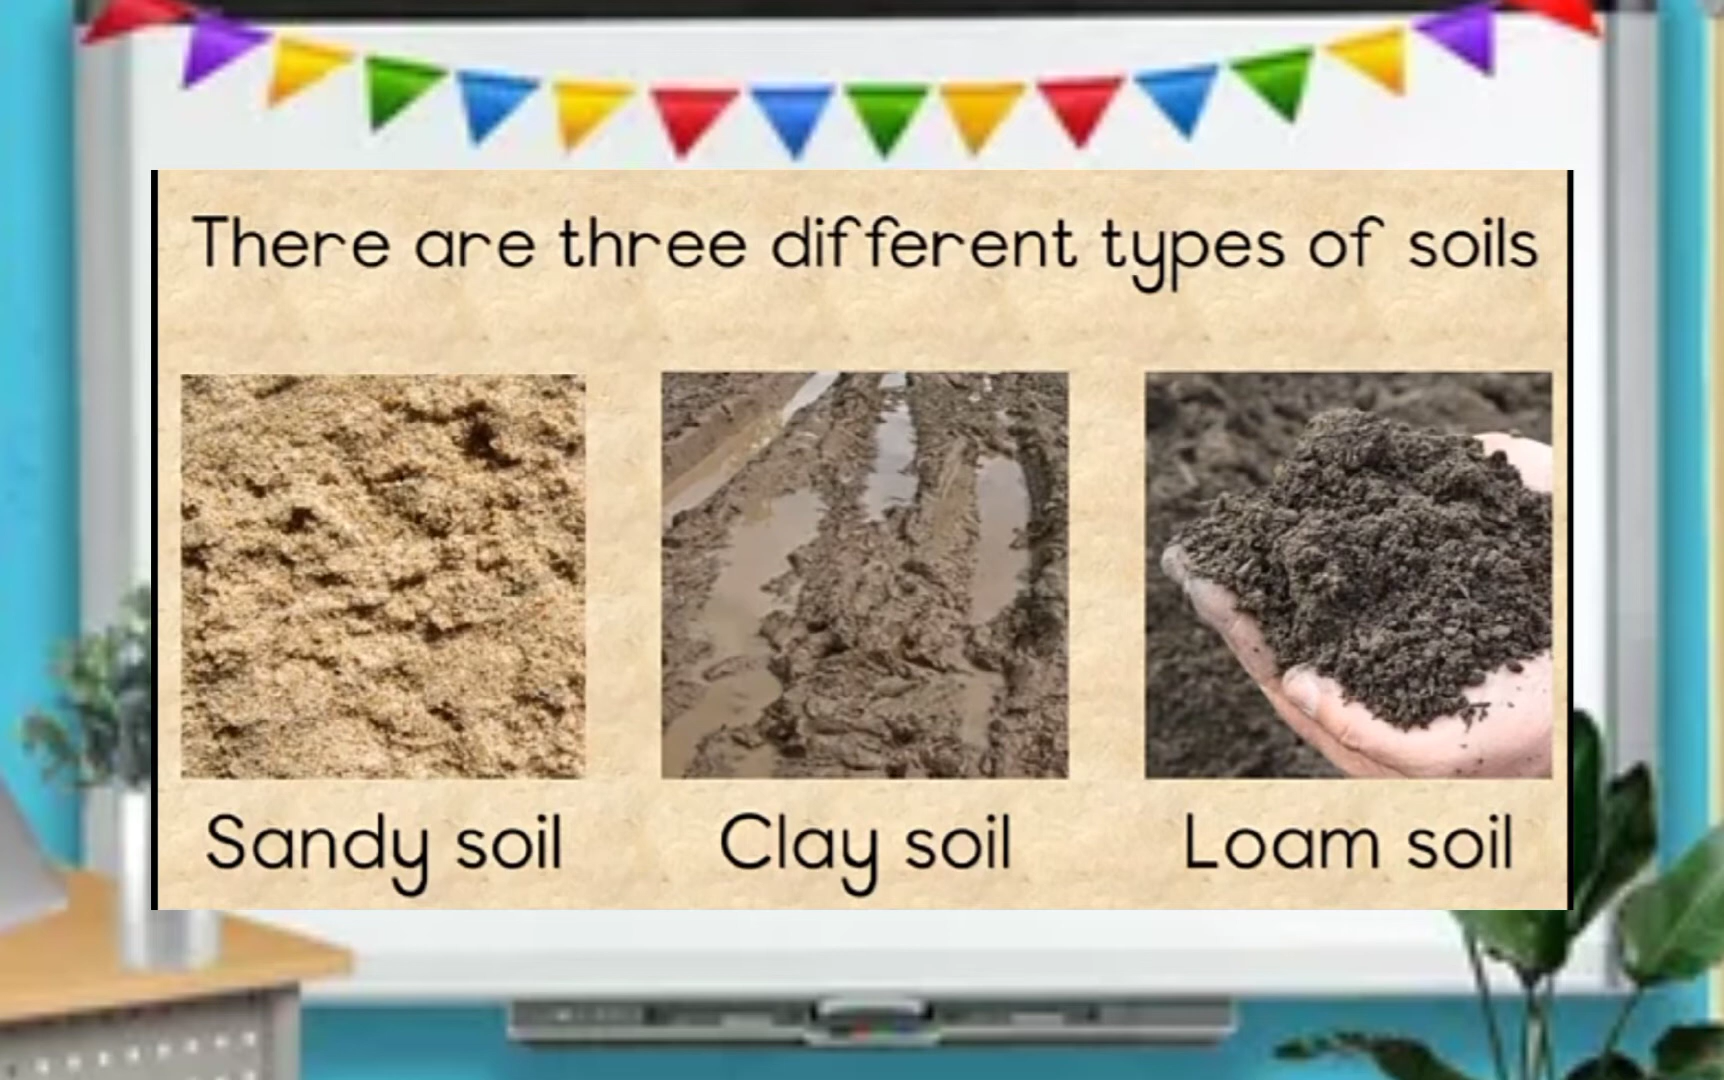 There are three different types of soils
Sandy soil
Clay soil
Loam soil